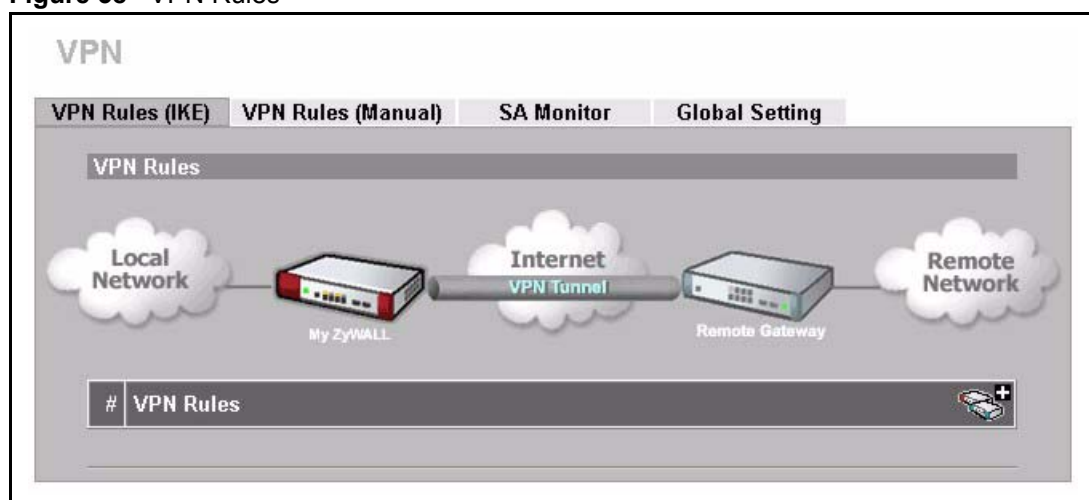 Figure 38 VPN Rules
VPN
VPN Rules (IKE) VPN Rules (Manual) SA Monitor Global Setting
VPN Rules
Local Network
Internet
VPN Tunnel
Remote Network
My ZyWALL
Remote Gateway
# VPN Rules